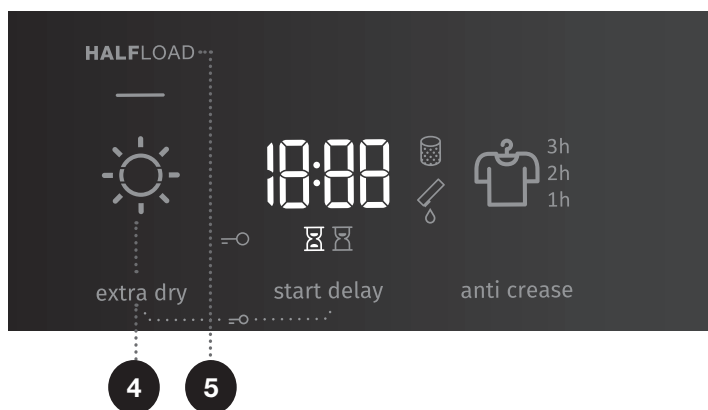 HALFLOAD
18:88
3h
2h
1h
extra dry
start delay
anti crease
4
5